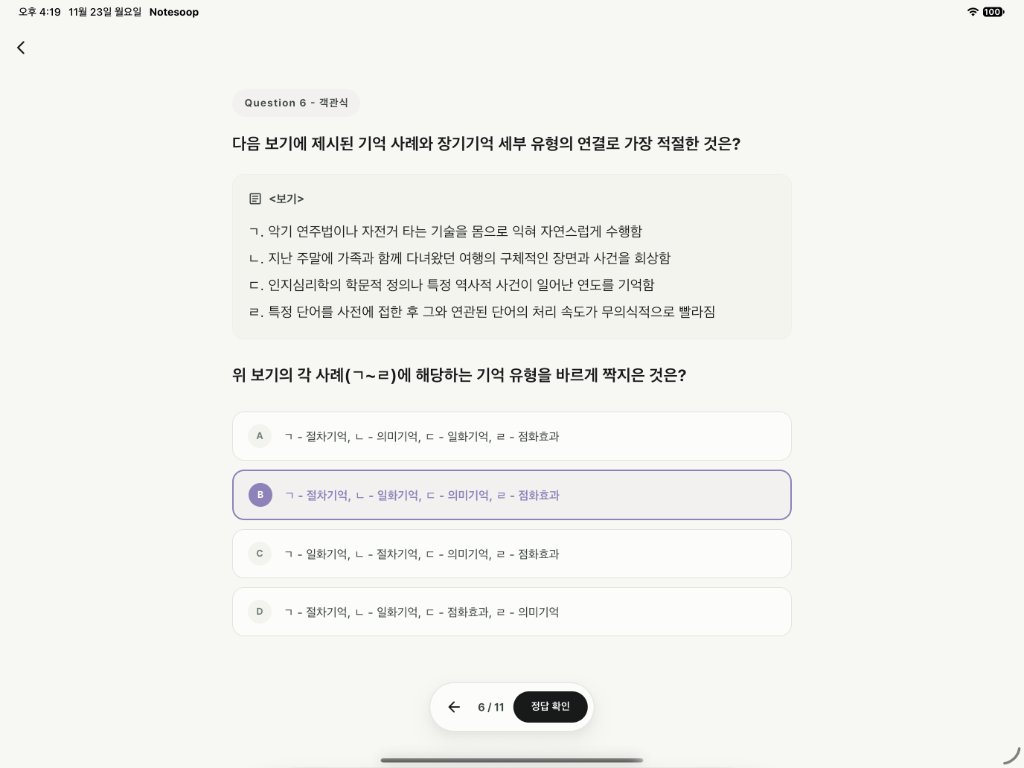 오후 4:19 11월 23일 월요일 Notesoop
100
Question 6 - 객관식
다음 보기에 제시된 기억 사례와 장기기억 세부 유형의 연결로 가장 적절한 것은?
<보기>
ㄱ. 악기 연주법이나 자전거 타는 기술을 몸으로 익혀 자연스럽게 수행함
ㄴ. 지난 주말에 가족과 함께 다녀왔던 여행의 구체적인 장면과 사건을 회상함
ㄷ. 인지심리학의 학문적 정의나 특정 역사적 사건이 일어난 연도를 기억함
ㄹ. 특정 단어를 사전에 접한 후 그와 연관된 단어의 처리 속도가 무의식적으로 빨라짐
위 보기의 각 사례(ㄱ~ㄹ)에 해당하는 기억 유형을 바르게 짝지은 것은?
A ㄱ - 절차기억, ㄴ - 의미기억, ㄷ - 일화기억, ㄹ - 점화효과
B ㄱ - 절차기억, ㄴ - 일화기억, ㄷ - 의미기억, ㄹ - 점화효과
C ㄱ - 일화기억, ㄴ - 절차기억, ㄷ - 의미기억, ㄹ - 점화효과
D ㄱ - 절차기억, ㄴ - 일화기억, ㄷ - 점화효과, ㄹ - 의미기억
6 / 11 정답 확인